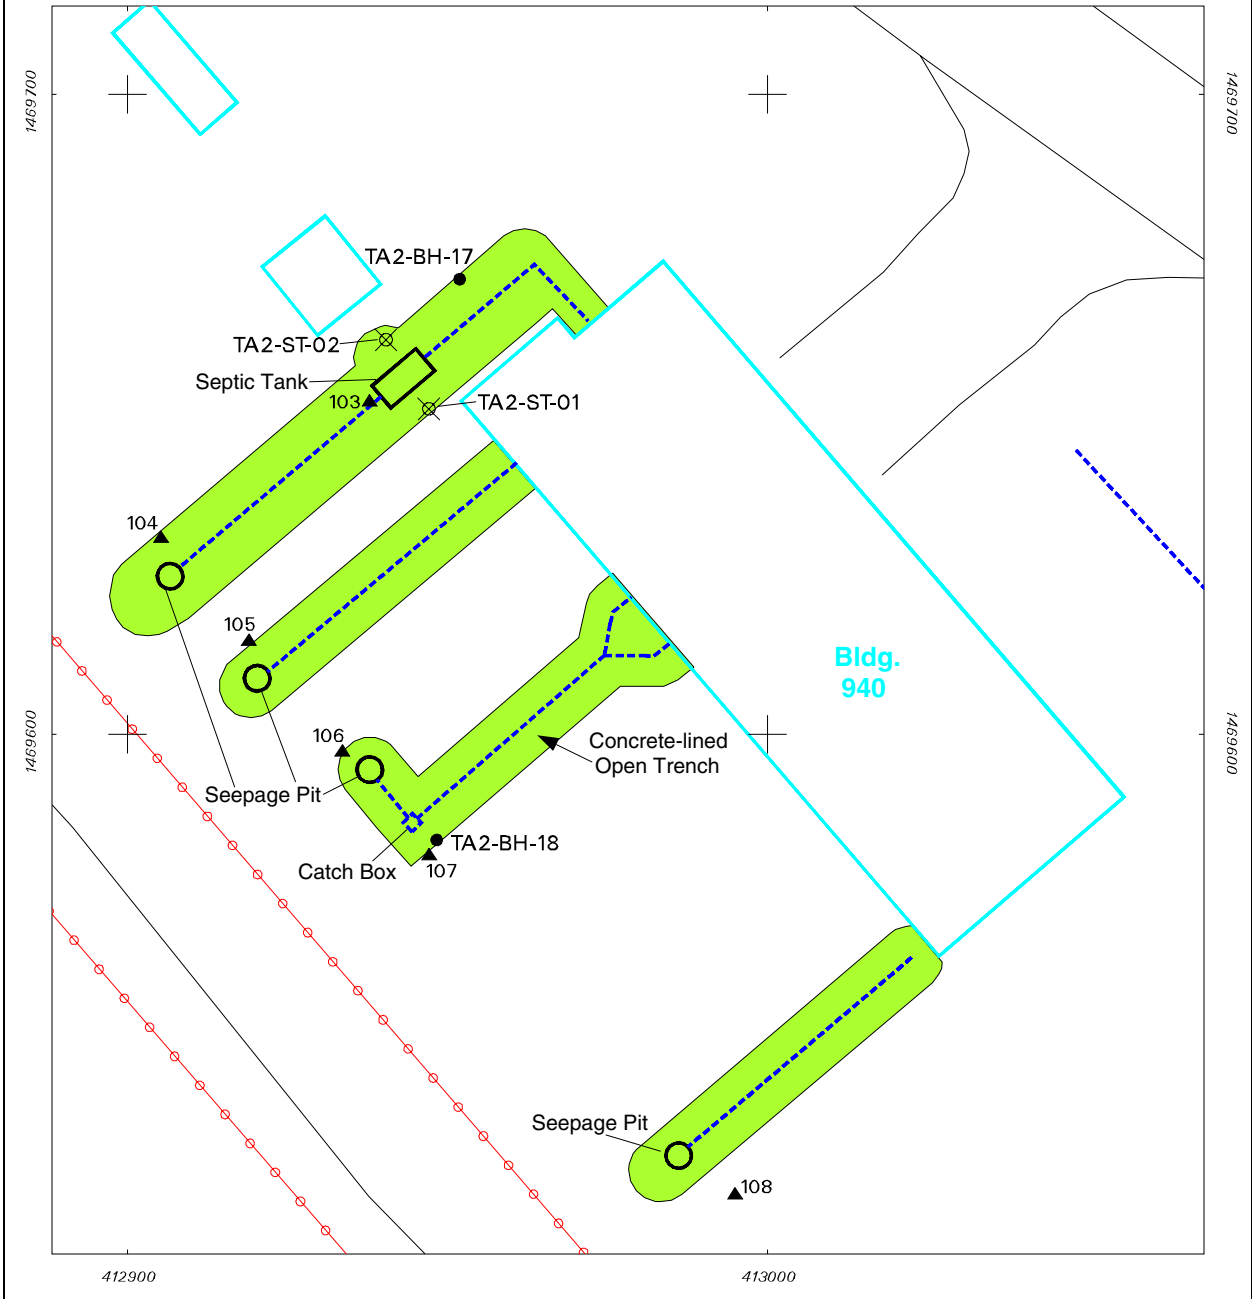 1469700
1469700
TA2-BH-17
TA2-ST-02
Septic Tank
103
TA2-ST-01
104
105
Bldg.
940
106
Concrete-lined
Open Trench
1469600
1469600
Seepage Pit
TA2-BH-18
Catch Box
107
Seepage Pit
108
412900
413000